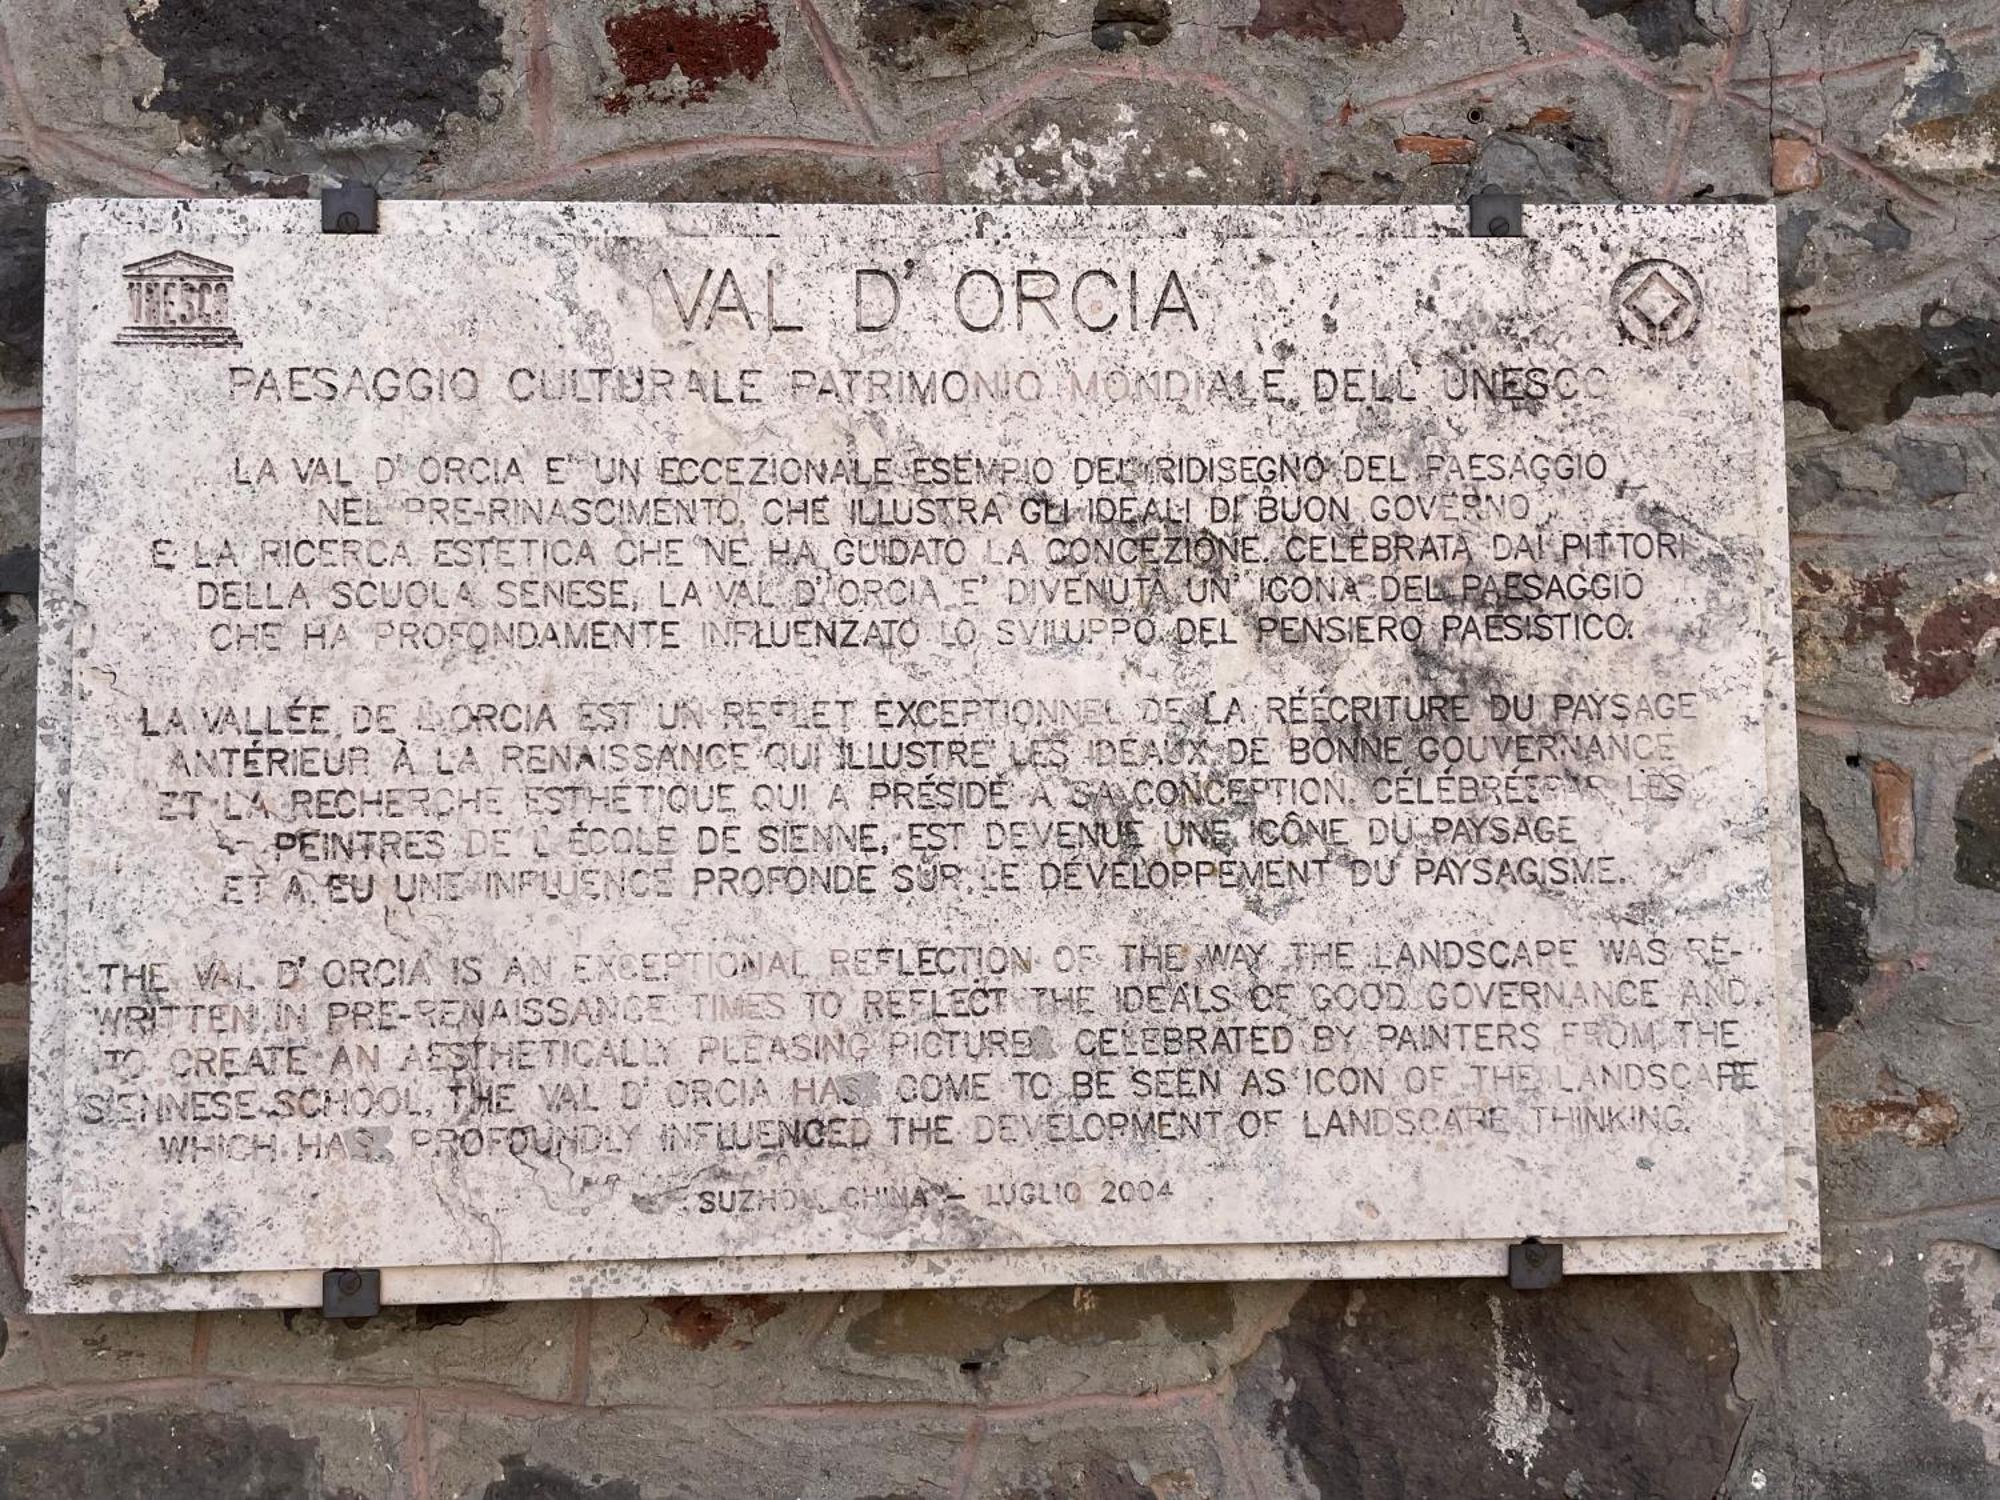 UNESCO
VAL D' ORCIA
PAESAGGIO CULTURALE PATRIMONIO MONDIALE DELL' UNESCO
LA VAL D' ORCIA E' UN ECCEZIONALE ESEMPIO DEL RIDISEGNO DEL PAESAGGIO
NEL PRE-RINASCIMENTO, CHE ILLUSTRA GLI IDEALI DI BUON GOVERNO
E LA RICERCA ESTETICA CHE NE HA GUIDATO LA CONCEZIONE. CELEBRATA DAI PITTORI
DELLA SCUOLA SENESE, LA VAL D' ORCIA E' DIVENUTA UN' ICONA DEL PAESAGGIO
CHE HA PROFONDAMENTE INFLUENZATO LO SVILUPPO DEL PENSIERO PAESISTICO.
LA VALLÉE DE L'ORCIA EST UN REFLET EXCEPTIONNEL DE LA RÉÉCRITURE DU PAYSAGE
ANTÉRIEUR À LA RENAISSANCE QUI ILLUSTRE LES IDÉAUX DE BONNE GOUVERNANCE
ET LA RECHERCHE ESTHÉTIQUE QUI A PRÉSIDÉ A SA CONCEPTION. CÉLÉBRÉE PAR LES
PEINTRES DE L' ÉCOLE DE SIENNE, EST DEVENUE UNE ICÔNE DU PAYSAGE
ET A EU UNE INFLUENCE PROFONDE SUR LE DÉVELOPPEMENT DU PAYSAGISME.
THE VAL D' ORCIA IS AN EXCEPTIONAL REFLECTION OF THE WAY THE LANDSCAPE WAS RE-
WRITTEN IN PRE-RENAISSANCE TIMES TO REFLECT THE IDEALS OF GOOD GOVERNANCE AND
TO CREATE AN AESTHETICALLY PLEASING PICTURE CELEBRATED BY PAINTERS FROM THE
SIENNESE SCHOOL, THE VAL D' ORCIA HAS COME TO BE SEEN AS ICON OF THE LANDSCAPE
WHICH HAS PROFOUNDLY INFLUENCED THE DEVELOPMENT OF LANDSCAPE THINKING.
SUZHOU, CHINA - LUGLIO 2004